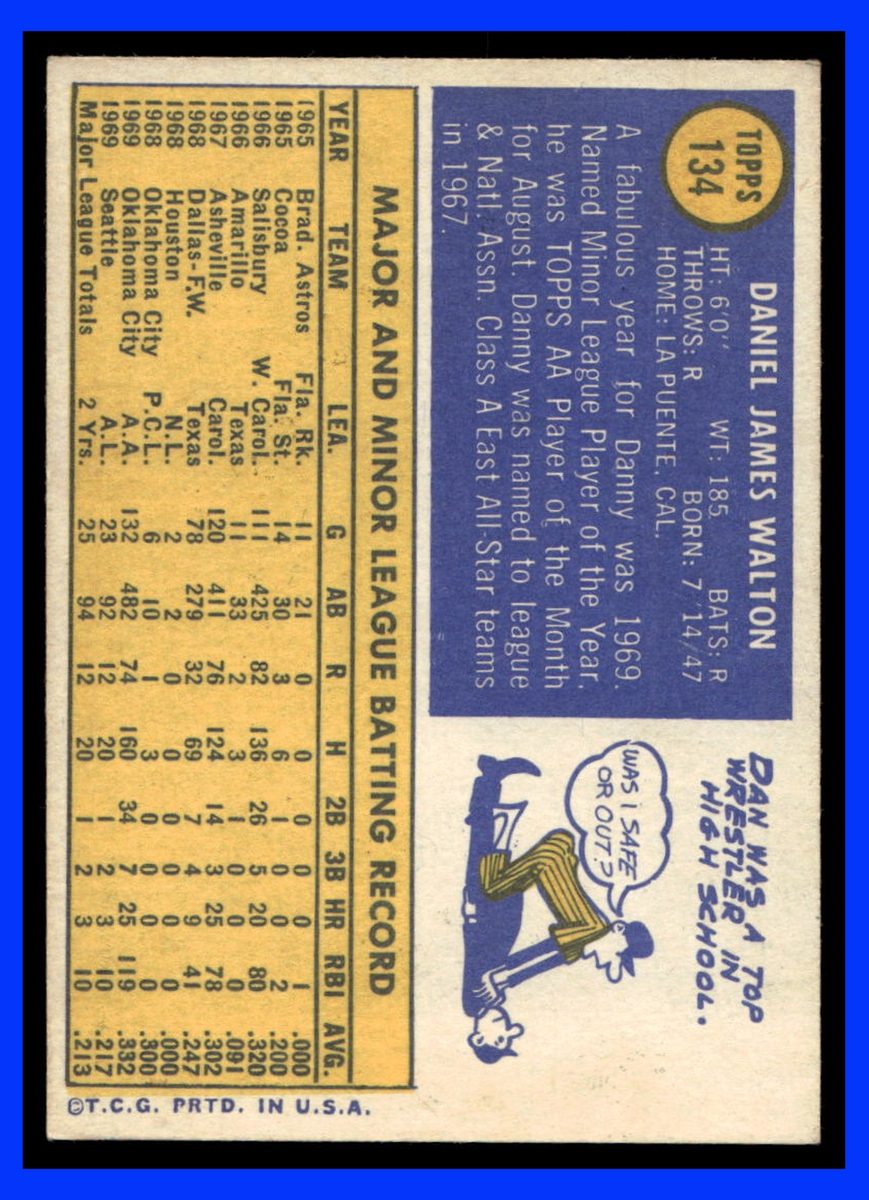 TOPPS
134
DANIEL JAMES WALTON
HT: 6'0" WT: 185 BATS: R
THROWS: R BORN: 7/14/47
HOME: LA PUENTE, CAL.
A fabulous year for Danny was 1969.
Named Minor League Player of the Year,
he was TOPPS AA Player of the Month
for August. Danny was named to league
& Natl. Assn. Class A East All-Star teams
in 1967.
DAN WAS A TOP
WRESTLER IN
HIGH SCHOOL.
WAS I SAFE
OR OUT?
MAJOR AND MINOR LEAGUE BATTING RECORD
YEAR TEAM LEA. G AB R H 2B 3B HR RBI AVG.
1965 Brad. Astros Fla. Rk. 11 21 0 0 0 0 0 1 .000
1965 Cocoa Fla. St. 14 30 3 6 1 0 0 2 .200
1966 Salisbury W. Carol. 111 425 82 136 26 5 20 80 .320
1966 Amarillo Texas 11 33 2 3 1 0 0 0 .091
1967 Asheville Carol. 120 411 76 124 14 3 25 78 .302
1968 Dallas-F.W. Texas 78 279 32 69 7 4 9 41 .247
1968 Houston N.L. 2 2 0 0 0 0 0 0 .000
1968 Oklahoma City P.C.L. 6 10 1 3 0 0 0 0 .300
1969 Oklahoma City A.A. 132 482 74 160 34 7 25 119 .332
1969 Seattle A.L. 23 92 12 20 1 2 3 10 .217
Major League Totals 2 Yrs. 25 94 12 20 1 2 3 10 .213
©T.C.G. PRTD. IN U.S.A.